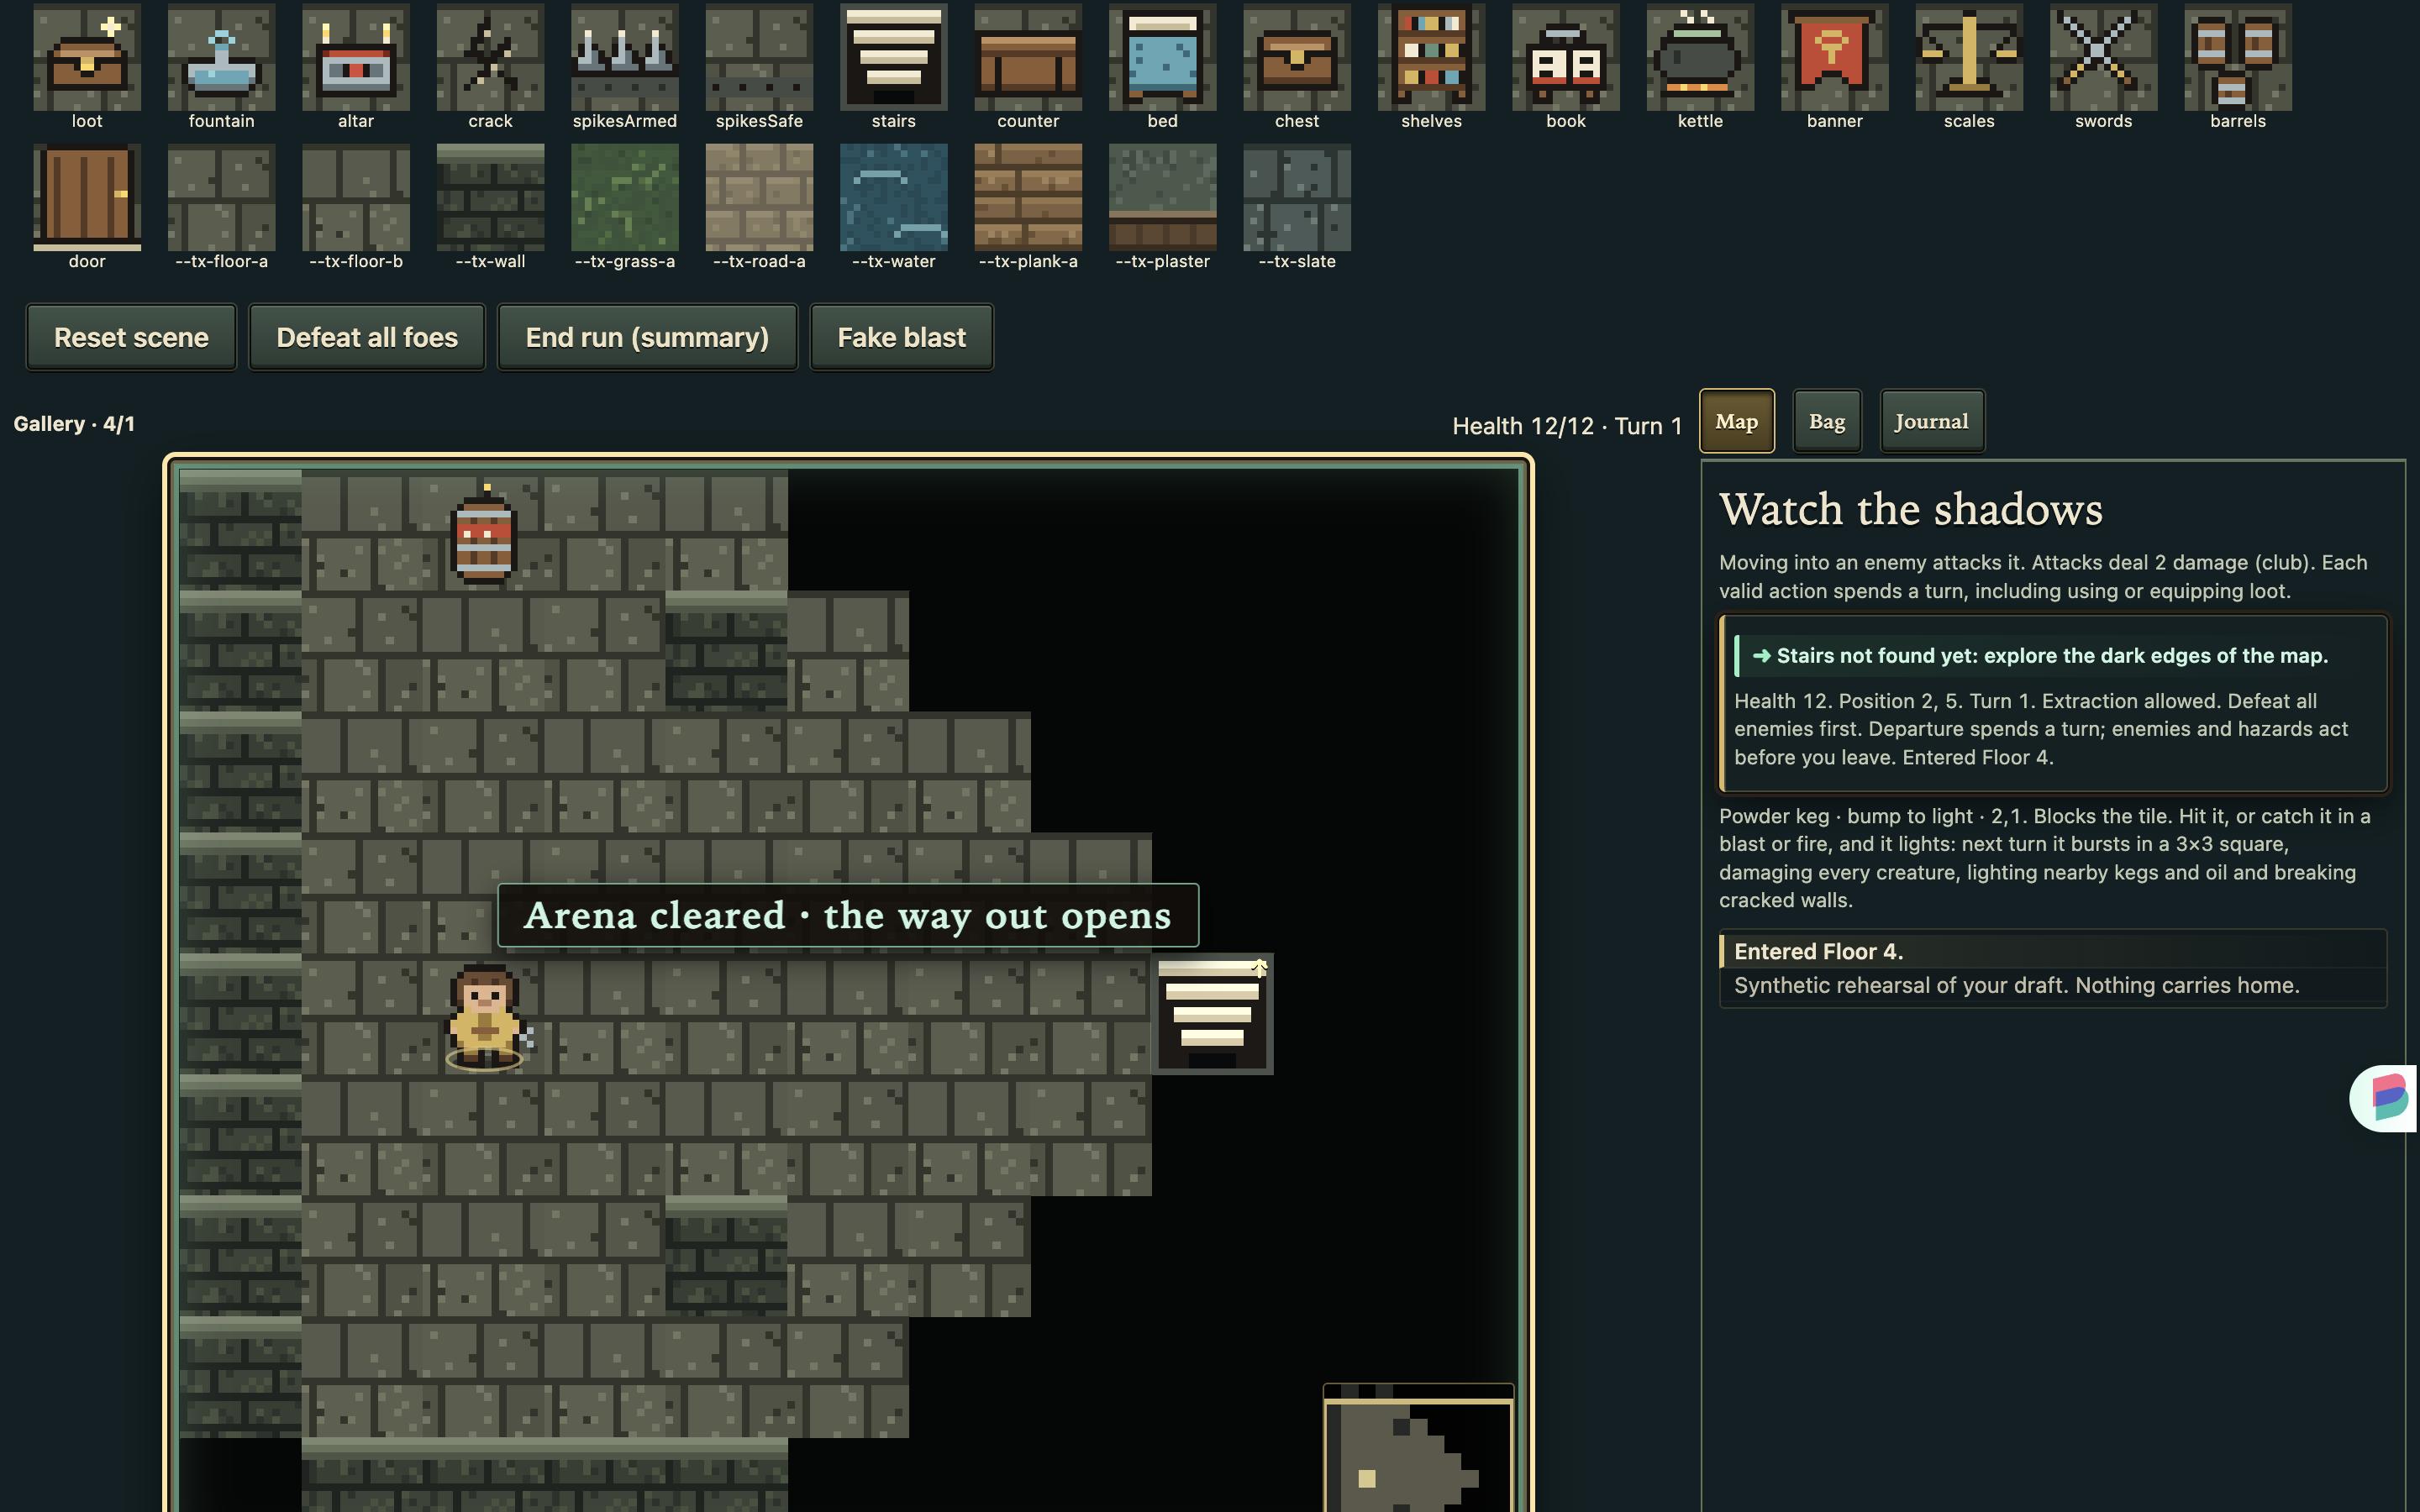 loot fountain altar crack spikesArmed spikesSafe stairs counter bed chest shelves book kettle banner scales swords barrels
door --tx-floor-a --tx-floor-b --tx-wall --tx-grass-a --tx-road-a --tx-water --tx-plank-a --tx-plaster --tx-slate
Reset scene Defeat all foes End run (summary) Fake blast
Gallery · 4/1
Health 12/12 · Turn 1
Map Bag Journal
Arena cleared · the way out opens
Watch the shadows
Moving into an enemy attacks it. Attacks deal 2 damage (club). Each
valid action spends a turn, including using or equipping loot.
➜ Stairs not found yet: explore the dark edges of the map.
Health 12. Position 2, 5. Turn 1. Extraction allowed. Defeat all
enemies first. Departure spends a turn; enemies and hazards act
before you leave. Entered Floor 4.
Powder keg · bump to light · 2,1. Blocks the tile. Hit it, or catch it in a
blast or fire, and it lights: next turn it bursts in a 3×3 square,
damaging every creature, lighting nearby kegs and oil and breaking
cracked walls.
Entered Floor 4.
Synthetic rehearsal of your draft. Nothing carries home.